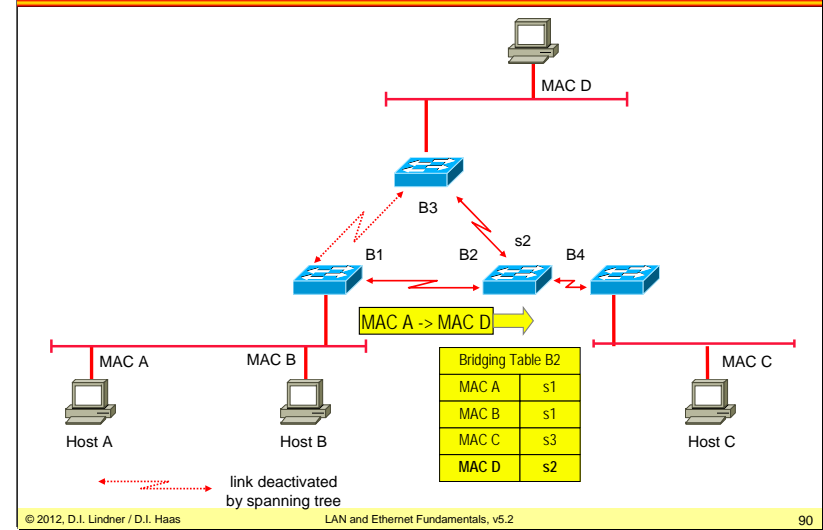 MAC D
B3
s2
B1
B2
B4
MAC A -> MAC D
MAC A
MAC B
MAC C
Bridging Table B2
MAC A s1
MAC B s1
MAC C s3
MAC D s2
Host A
Host B
Host C
link deactivated
by spanning tree
© 2012, D.I. Lindner / D.I. Haas
LAN and Ethernet Fundamentals, v5.2
90